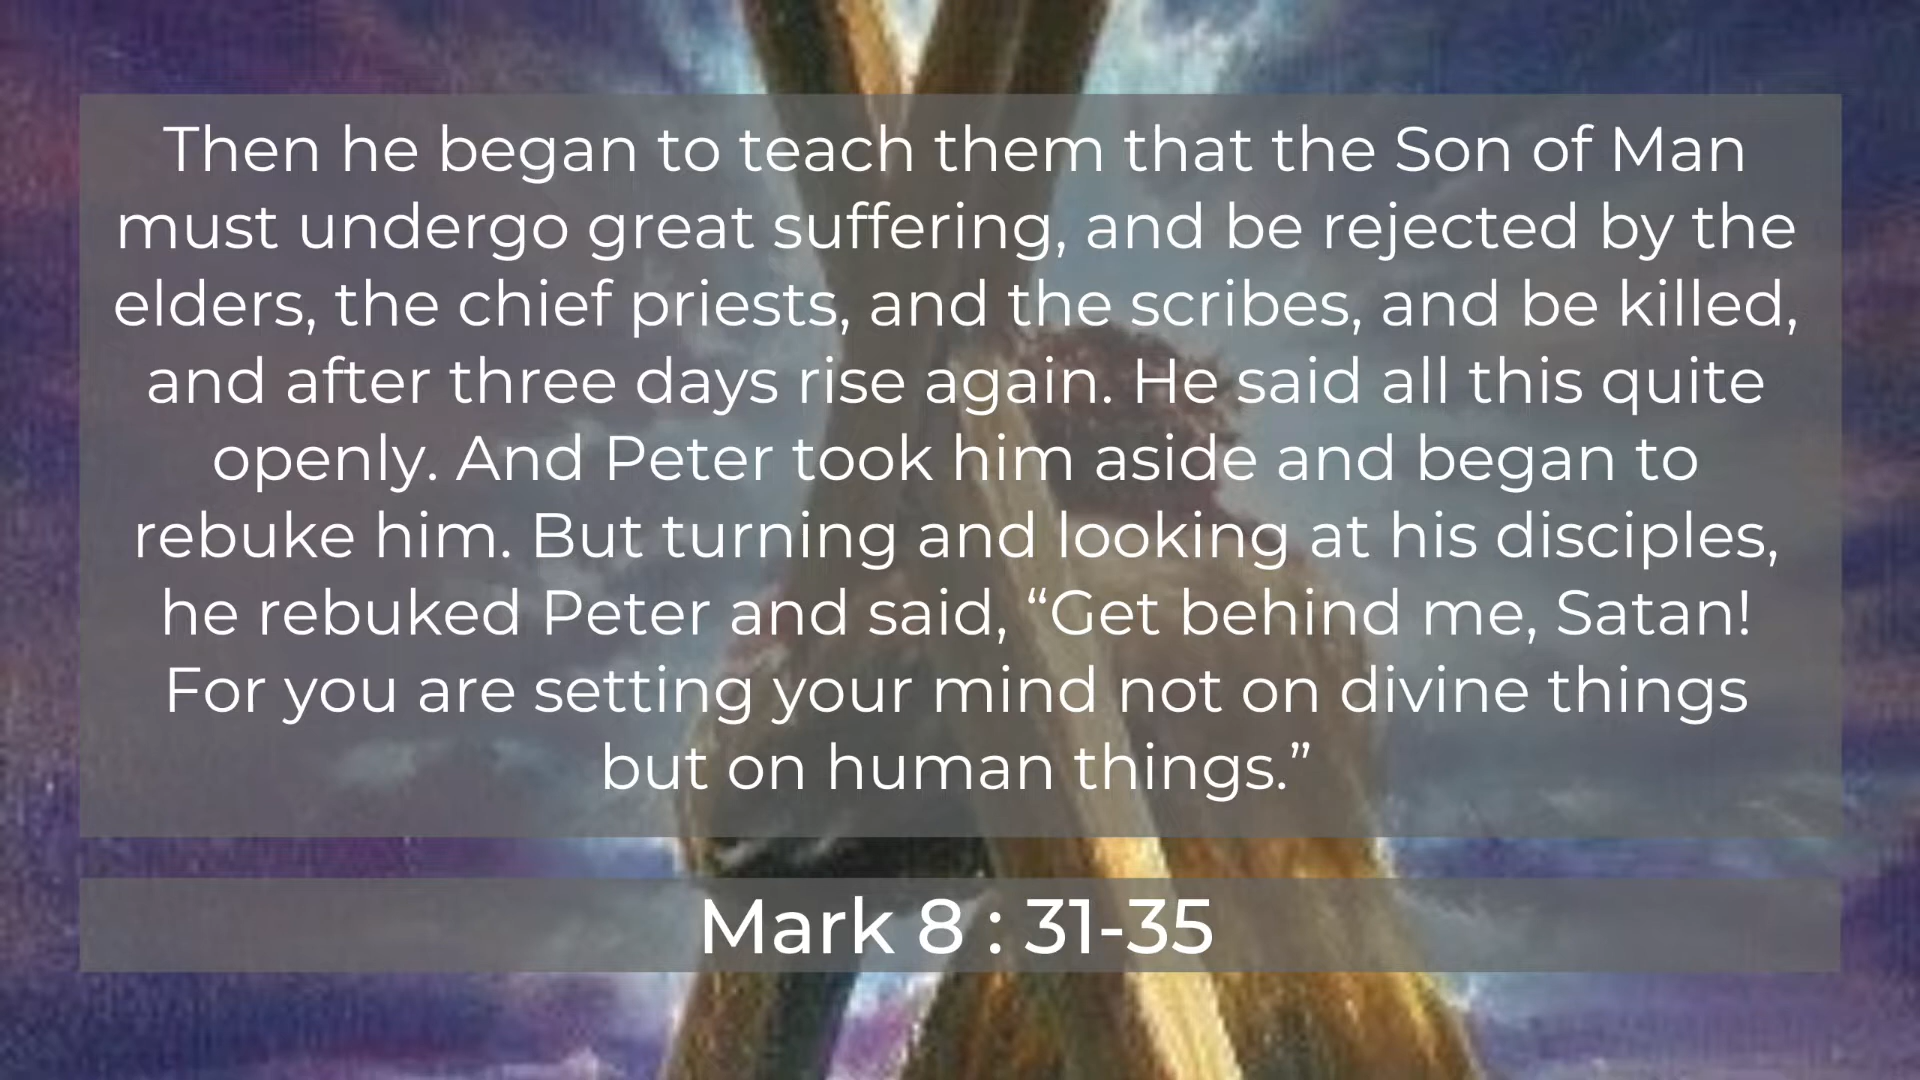 Then he began to teach them that the Son of Man
must undergo great suffering, and be rejected by the
elders, the chief priests, and the scribes, and be killed,
and after three days rise again. He said all this quite
openly. And Peter took him aside and began to
rebuke him. But turning and looking at his disciples,
he rebuked Peter and said, “Get behind me, Satan!
For you are setting your mind not on divine things
but on human things.”
Mark 8 : 31-35